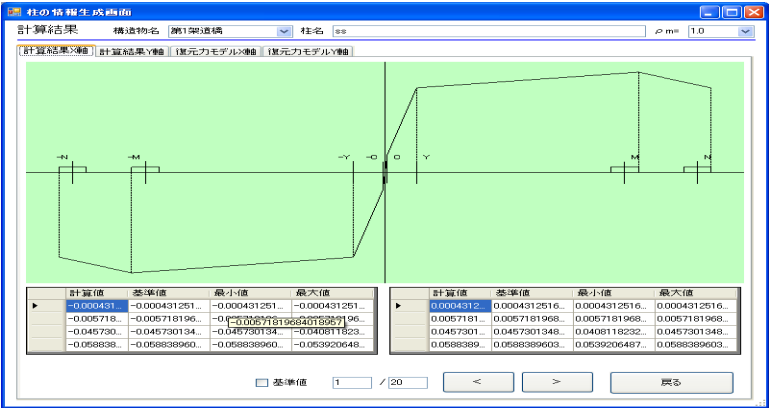 柱の情報生成画面
計算結果 構造物名 第1架道橋 柱名 ** ρm= 1.0
計算結果X軸 計算結果Y軸 復元力モデルX軸 復元力モデルY軸
-N -M -Y -C C Y M N
計算値 基準値 最小値 最大値
-0.000431... -0.000431251... -0.000431251... -0.000431251...
-0.005718... -0.005718196...
-0.00571819684018957
-0.045730... -0.045730134... -0.045730134... -0.040811823...
-0.058838... -0.058838960... -0.058838960... -0.053920648...
計算値 基準値 最小値 最大値
0.0004312... 0.0004312516... 0.0004312516... 0.0004312516...
0.0057181... 0.0057181968... 0.0057181968... 0.0057181968...
0.0457301... 0.0457301348... 0.0408118232... 0.0457301348...
0.0588389... 0.0588389603... 0.0539206487... 0.0588389603...
基準値 1 / 20 < > 戻る